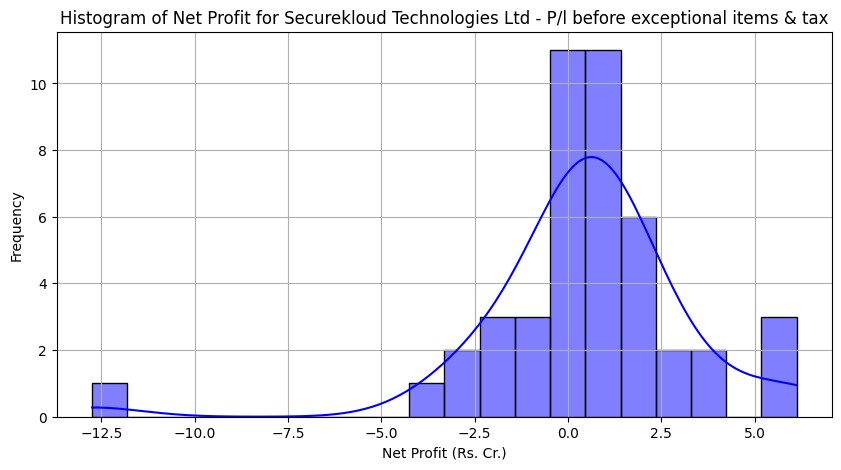 Histogram of Net Profit for Securekloud Technologies Ltd - P/l before exceptional items & tax
Frequency
10
8
6
4
2
0
−12.5 −10.0 −7.5 −5.0 −2.5 0.0 2.5 5.0
Net Profit (Rs. Cr.)